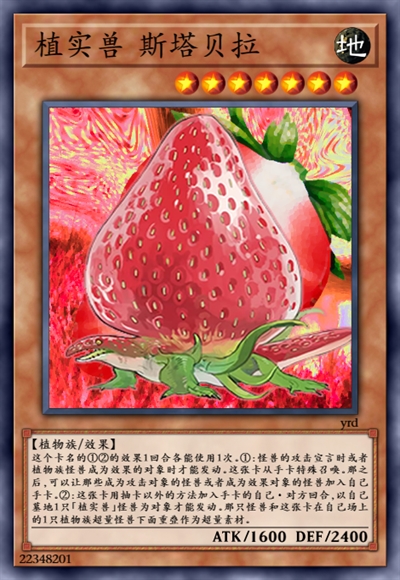 植实兽 斯塔贝拉
地
yrd
【植物族/效果】
这个卡名的①②的效果1回合各能使用1次。①:怪兽的攻击宣言时或者
植物族怪兽成为效果的对象时才能发动。这张卡从手卡特殊召唤。那之
后,可以让那些成为攻击对象的怪兽或者成为效果对象的怪兽加入自己
手卡。②:这张卡用抽卡以外的方法加入手卡的自己·对方回合,以自己
墓地1只「植实兽」怪兽为对象才能发动。那只怪兽和这张卡在自己场上
的1只植物族超量怪兽下面重叠作为超量素材。
ATK/1600 DEF/2400
22348201